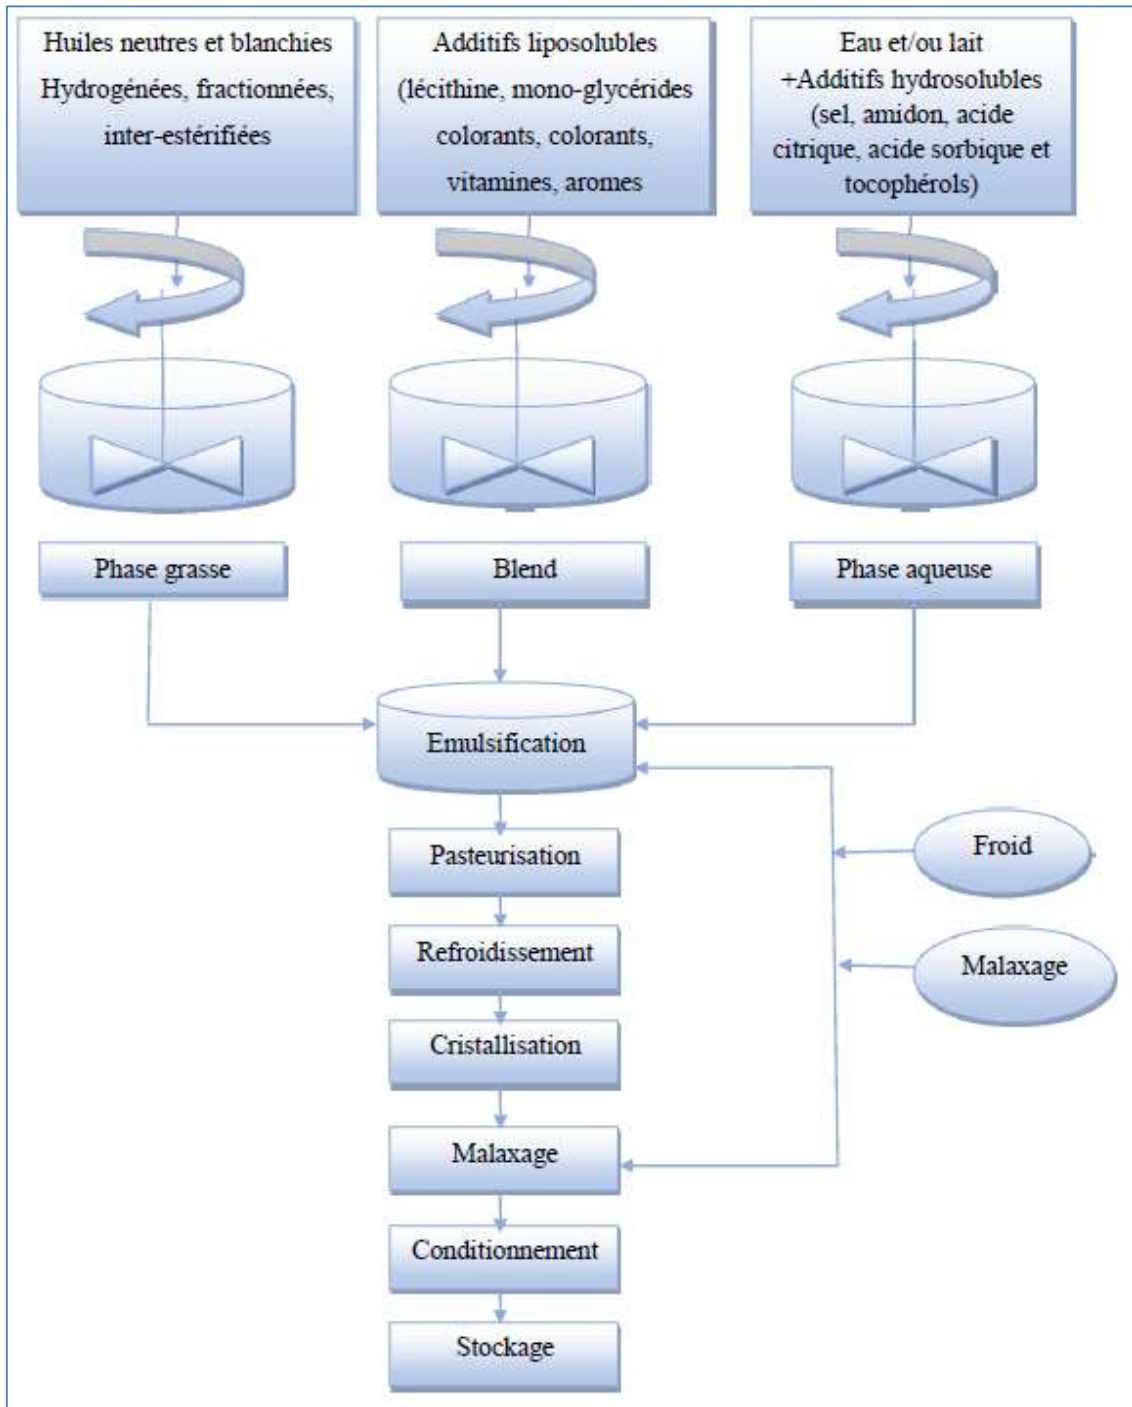 Huiles neutres et blanchies
Hydrogénées, fractionnées,
inter-estérifiées
Additifs liposolubles
(lécithine, mono-glycérides
colorants, colorants,
vitamines, aromes
Eau et/ou lait
+Additifs hydrosolubles
(sel, amidon, acide
citrique, acide sorbique et
tocophérols)
Phase grasse
Blend
Phase aqueuse
Emulsification
Pasteurisation
Froid
Refroidissement
Malaxage
Cristallisation
Malaxage
Conditionnement
Stockage